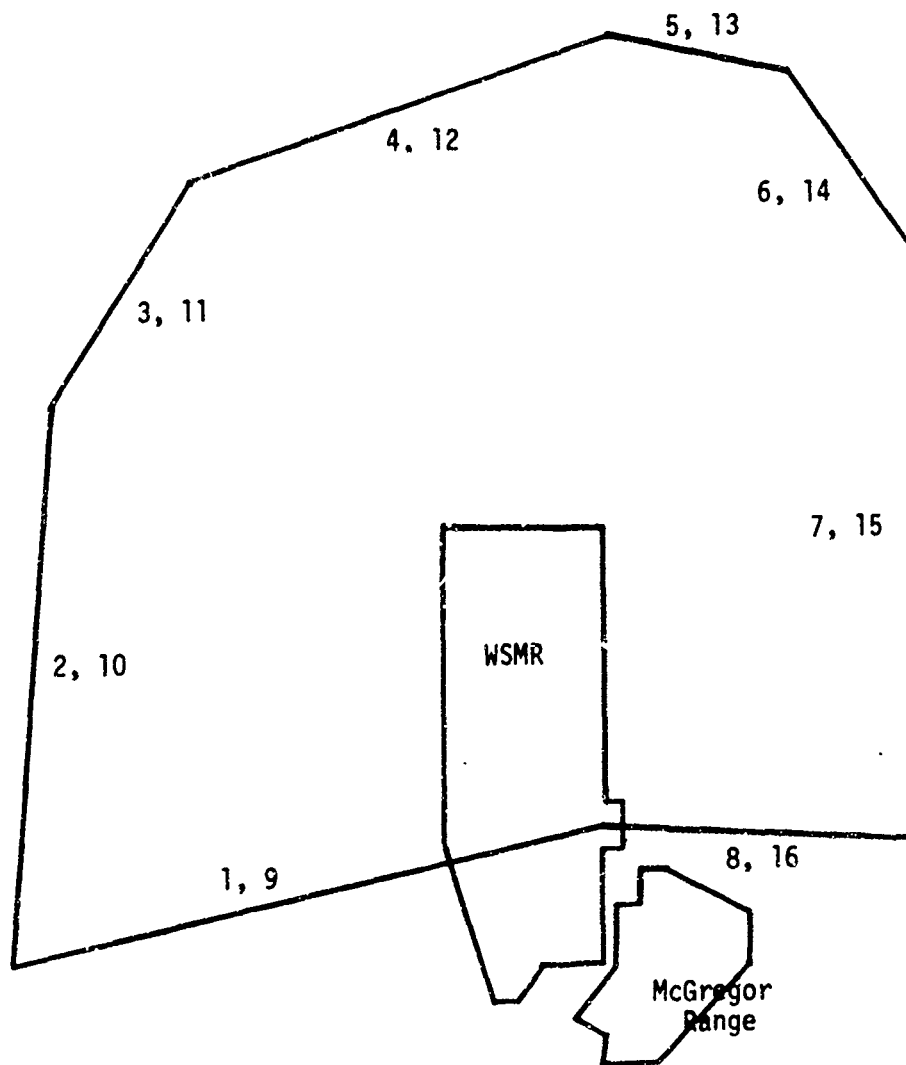 5, 13
4, 12
6, 14
3, 11
7, 15
WSMR
2, 10
8, 16
1, 9
McGregor
Range